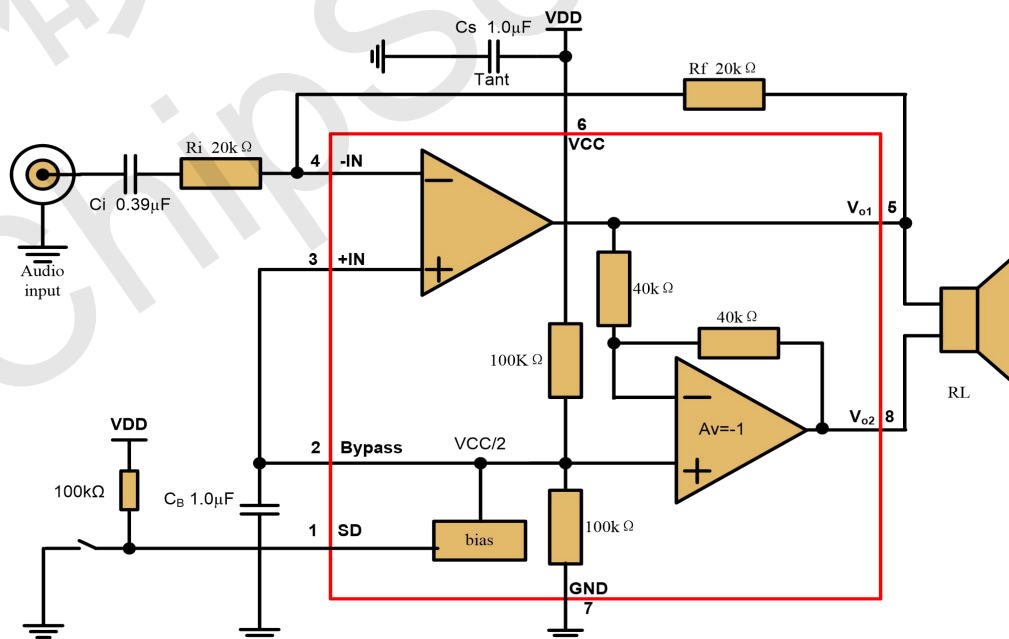 ChipSo
Cs 1.0μF
VDD
Tant
Rf 20kΩ
6
VCC
Ri 20kΩ
4 -IN
Ci 0.39μF
Vo1 5
3 +IN
Audio
input
40kΩ
40kΩ
100KΩ
RL
VDD
Av=-1
Vo2 8
2 Bypass
VCC/2
100kΩ
CB 1.0μF
1 SD
bias
100kΩ
GND
7